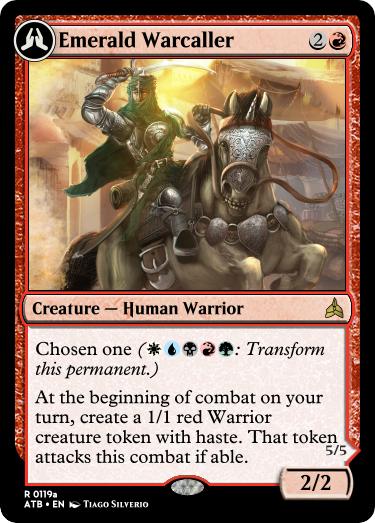 Emerald Warcaller 2
Creature — Human Warrior
Chosen one (: Transform
this permanent.)
At the beginning of combat on your
turn, create a 1/1 red Warrior
creature token with haste. That token
attacks this combat if able.
5/5
2/2
R 0119a
ATB • EN Tiago Silverio